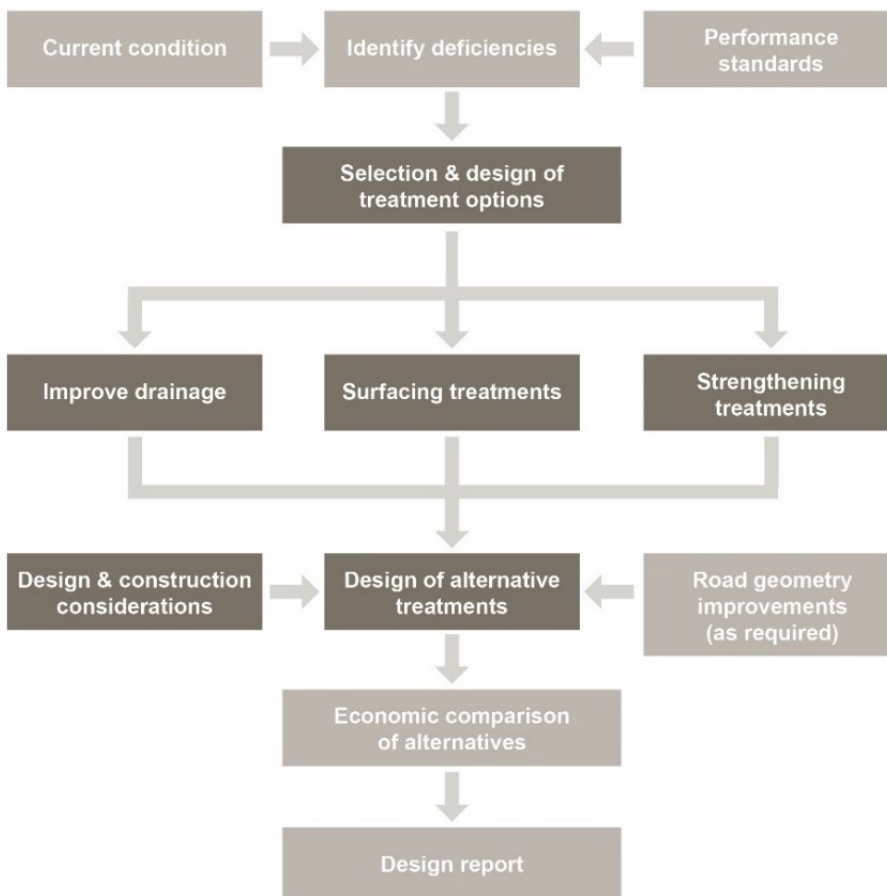 Current condition
Identify deficiencies
Performance
standards
Selection & design of
treatment options
Improve drainage
Surfacing treatments
Strengthening
treatments
Design & construction
considerations
Design of alternative
treatments
Road geometry
improvements
(as required)
Economic comparison
of alternatives
Design report